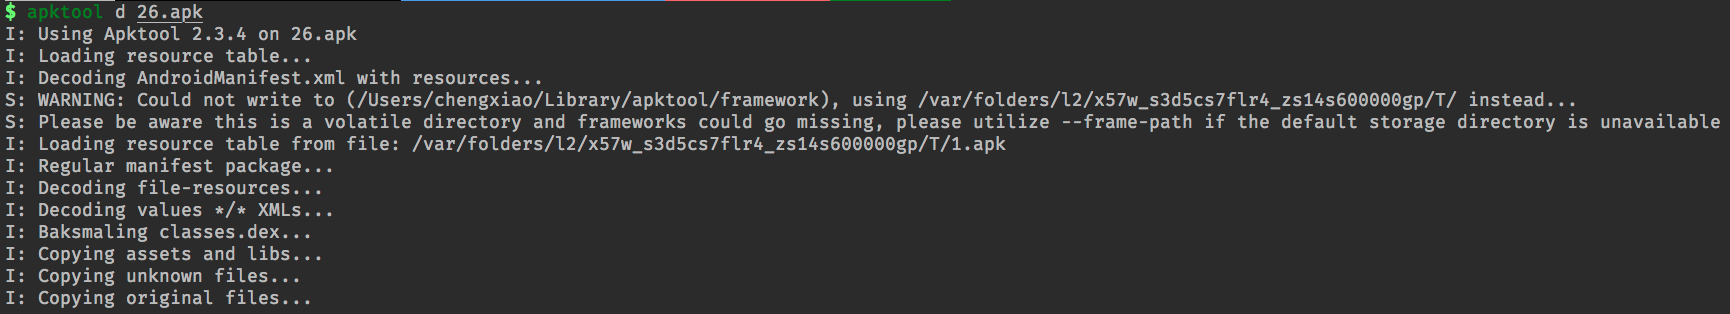 $ apktool d 26.apk
I: Using Apktool 2.3.4 on 26.apk
I: Loading resource table...
I: Decoding AndroidManifest.xml with resources...
S: WARNING: Could not write to (/Users/chengxiao/Library/apktool/framework), using /var/folders/l2/x57w_s3d5cs7flr4_zs14s600000gp/T/ instead...
S: Please be aware this is a volatile directory and frameworks could go missing, please utilize --frame-path if the default storage directory is unavailable
I: Loading resource table from file: /var/folders/l2/x57w_s3d5cs7flr4_zs14s600000gp/T/1.apk
I: Regular manifest package...
I: Decoding file-resources...
I: Decoding values */* XMLs...
I: Baksmaling classes.dex...
I: Copying assets and libs...
I: Copying unknown files...
I: Copying original files...